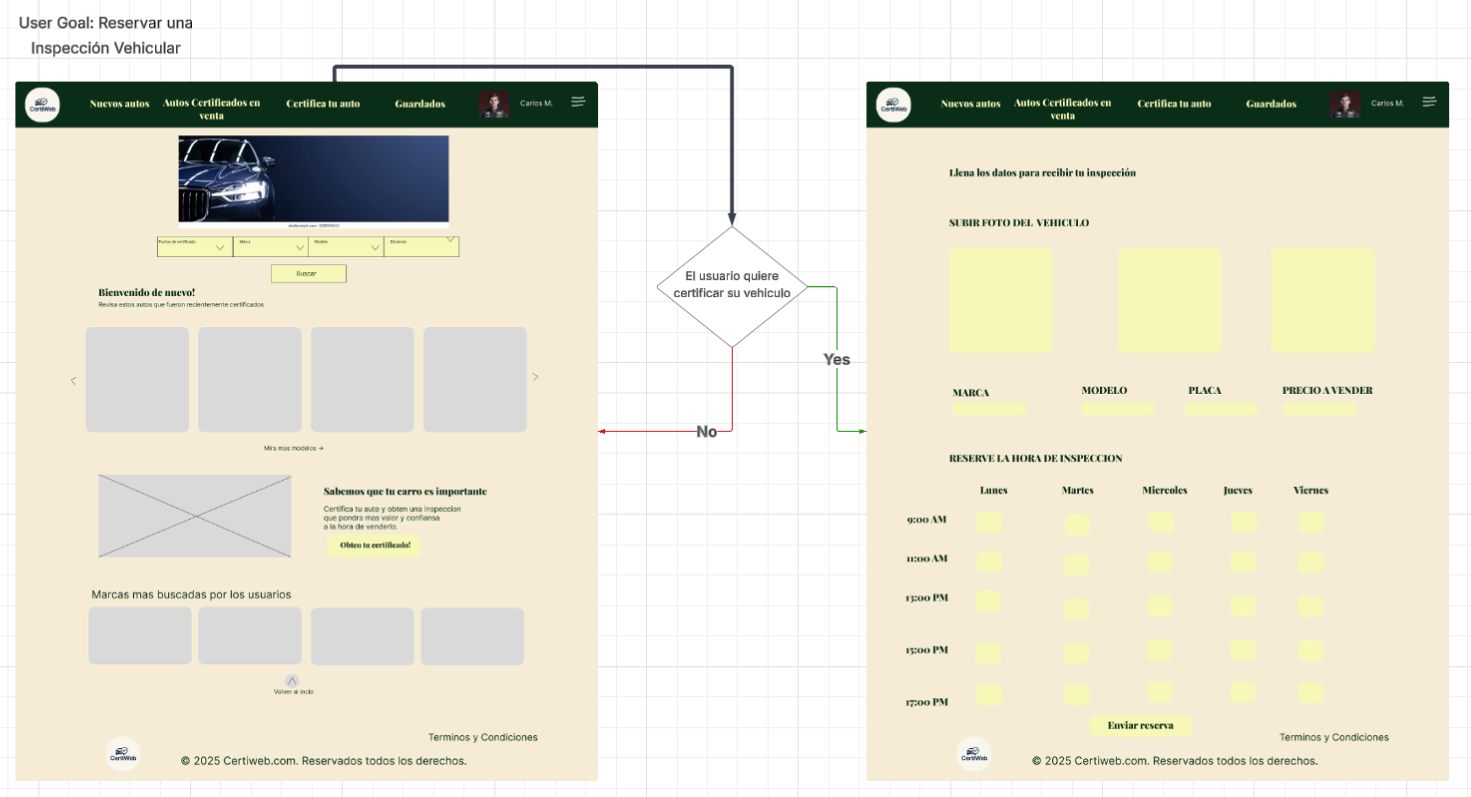 User Goal: Reservar una
Inspección Vehicular
CertiWeb
Nuevos autos
Autos Certificados en
venta
Certifica tu auto
Guardados
Carlos M.
Puntos de certificado
Marca
Modelo
Buscar
Bienvenido de nuevo!
Revisa estos autos que fueron recientemente certificados
Mira mas modelos →
Sabemos que tu carro es importante
Certifica tu auto y obten una inspeccion
que pondra mas valor y confiansa
a la hora de venderlo.
Obten tu certificado!
Marcas mas buscadas por los usuarios
Volver al incio
Terminos y Condiciones
CertiWeb
© 2025 Certiweb.com. Reservados todos los derechos.
El usuario quiere
certificar su vehiculo
Yes
No
CertiWeb
Nuevos autos
Autos Certificados en
venta
Certifica tu auto
Guardados
Carlos M.
Llena los datos para recibir tu inspección
SUBIR FOTO DEL VEHICULO
MARCA
MODELO
PLACA
PRECIO A VENDER
RESERVE LA HORA DE INSPECCION
Lunes
Martes
Miercoles
Jueves
Viernes
9:00 AM
11:00 AM
13:00 PM
15:00 PM
17:00 PM
Enviar reserva
Terminos y Condiciones
CertiWeb
© 2025 Certiweb.com. Reservados todos los derechos.